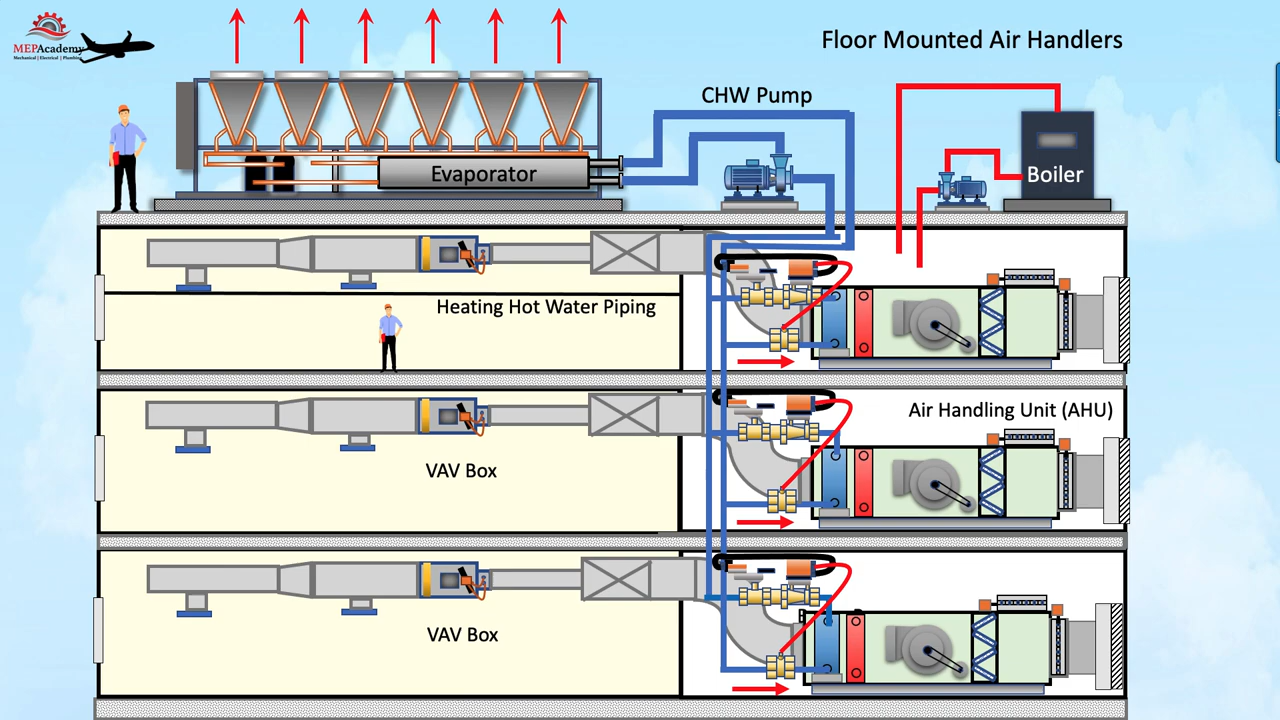 MEPAcademy
Mechanical | Electrical | Plumbing
Floor Mounted Air Handlers
CHW Pump
Evaporator
Boiler
Heating Hot Water Piping
Air Handling Unit (AHU)
VAV Box
VAV Box